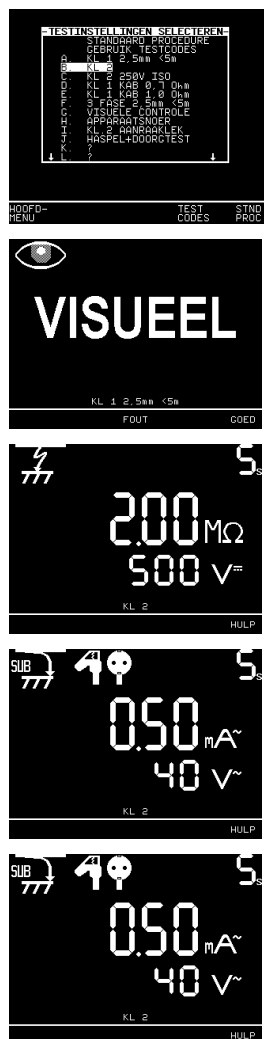 TESTINSTELLINGEN SELECTEREN
STANDAARD PROCEDURE
GEBRUIK TESTCODES
A. KL 1 2,5mm <5m
B. KL 2
C. KL 2 250V ISO
D. KL 1 KAB 0,7 Ohm
E. KL 1 KAB 1,0 Ohm
F. 3 FASE 2,5mm <5m
G. VISUELE CONTROLE
H. APPARAATSNOER
I. KL 2 AANRAAKLEK
J. HASPEL+DOORGTEST
K. ?
↓ L. ? ↓
HOOFD-
MENU
TEST
CODES
STND
PROC
VISUEEL
KL 1 2,5mm <5m
FOUT GOED
5s
2.00 MΩ
500 V⎓
KL 2
HULP
SUB 5s
0.50 mA~
40 V~
KL 2
HULP
SUB 5s
0.50 mA~
40 V~
KL 2
HULP